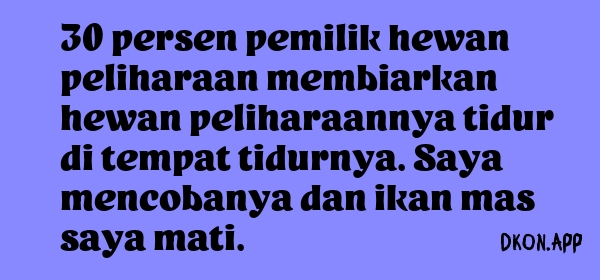 30 persen pemilik hewan
peliharaan membiarkan
hewan peliharaannya tidur
di tempat tidurnya. Saya
mencobanya dan ikan mas
saya mati.
DKON.APP